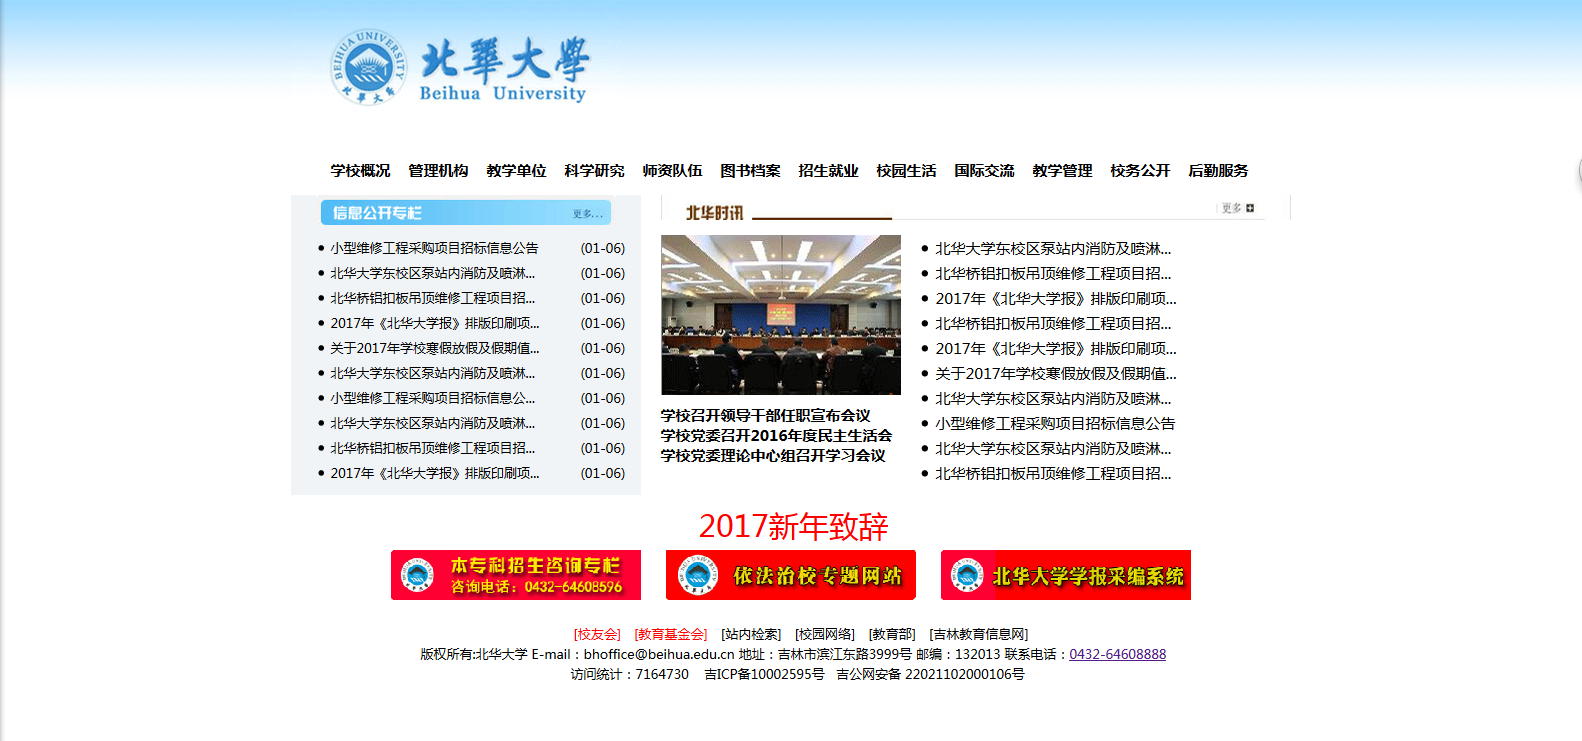 BEIHUA UNIVERSITY
北華大學
北華大學
Beihua University
学校概况 管理机构 教学单位 科学研究 师资队伍 图书档案 招生就业 校园生活 国际交流 教学管理 校务公开 后勤服务
信息公开专栏 更多...
小型维修工程采购项目招标信息公告 (01-06)
北华大学东校区泵站内消防及喷淋... (01-06)
北华桥铝扣板吊顶维修工程项目招... (01-06)
2017年《北华大学报》排版印刷项... (01-06)
关于2017年学校寒假放假及假期值... (01-06)
北华大学东校区泵站内消防及喷淋... (01-06)
小型维修工程采购项目招标信息公... (01-06)
北华大学东校区泵站内消防及喷淋... (01-06)
北华桥铝扣板吊顶维修工程项目招... (01-06)
2017年《北华大学报》排版印刷项... (01-06)
北华时讯 更多
学校召开领导干部任职宣布会议
学校党委召开2016年度民主生活会
学校党委理论中心组召开学习会议
北华大学东校区泵站内消防及喷淋...
北华桥铝扣板吊顶维修工程项目招...
2017年《北华大学报》排版印刷项...
北华桥铝扣板吊顶维修工程项目招...
2017年《北华大学报》排版印刷项...
关于2017年学校寒假放假及假期值...
北华大学东校区泵站内消防及喷淋...
小型维修工程采购项目招标信息公告
北华大学东校区泵站内消防及喷淋...
北华桥铝扣板吊顶维修工程项目招...
2017新年致辞
本专科招生咨询专栏
咨询电话：0432-64608596
依法治校专题网站
北华大学学报采编系统
[校友会] [教育基金会] [站内检索] [校园网络] [教育部] [吉林教育信息网]
版权所有:北华大学 E-mail：bhoffice@beihua.edu.cn 地址：吉林市滨江东路3999号 邮编：132013 联系电话：0432-64608888
访问统计：7164730 吉ICP备10002595号 吉公网安备 22021102000106号